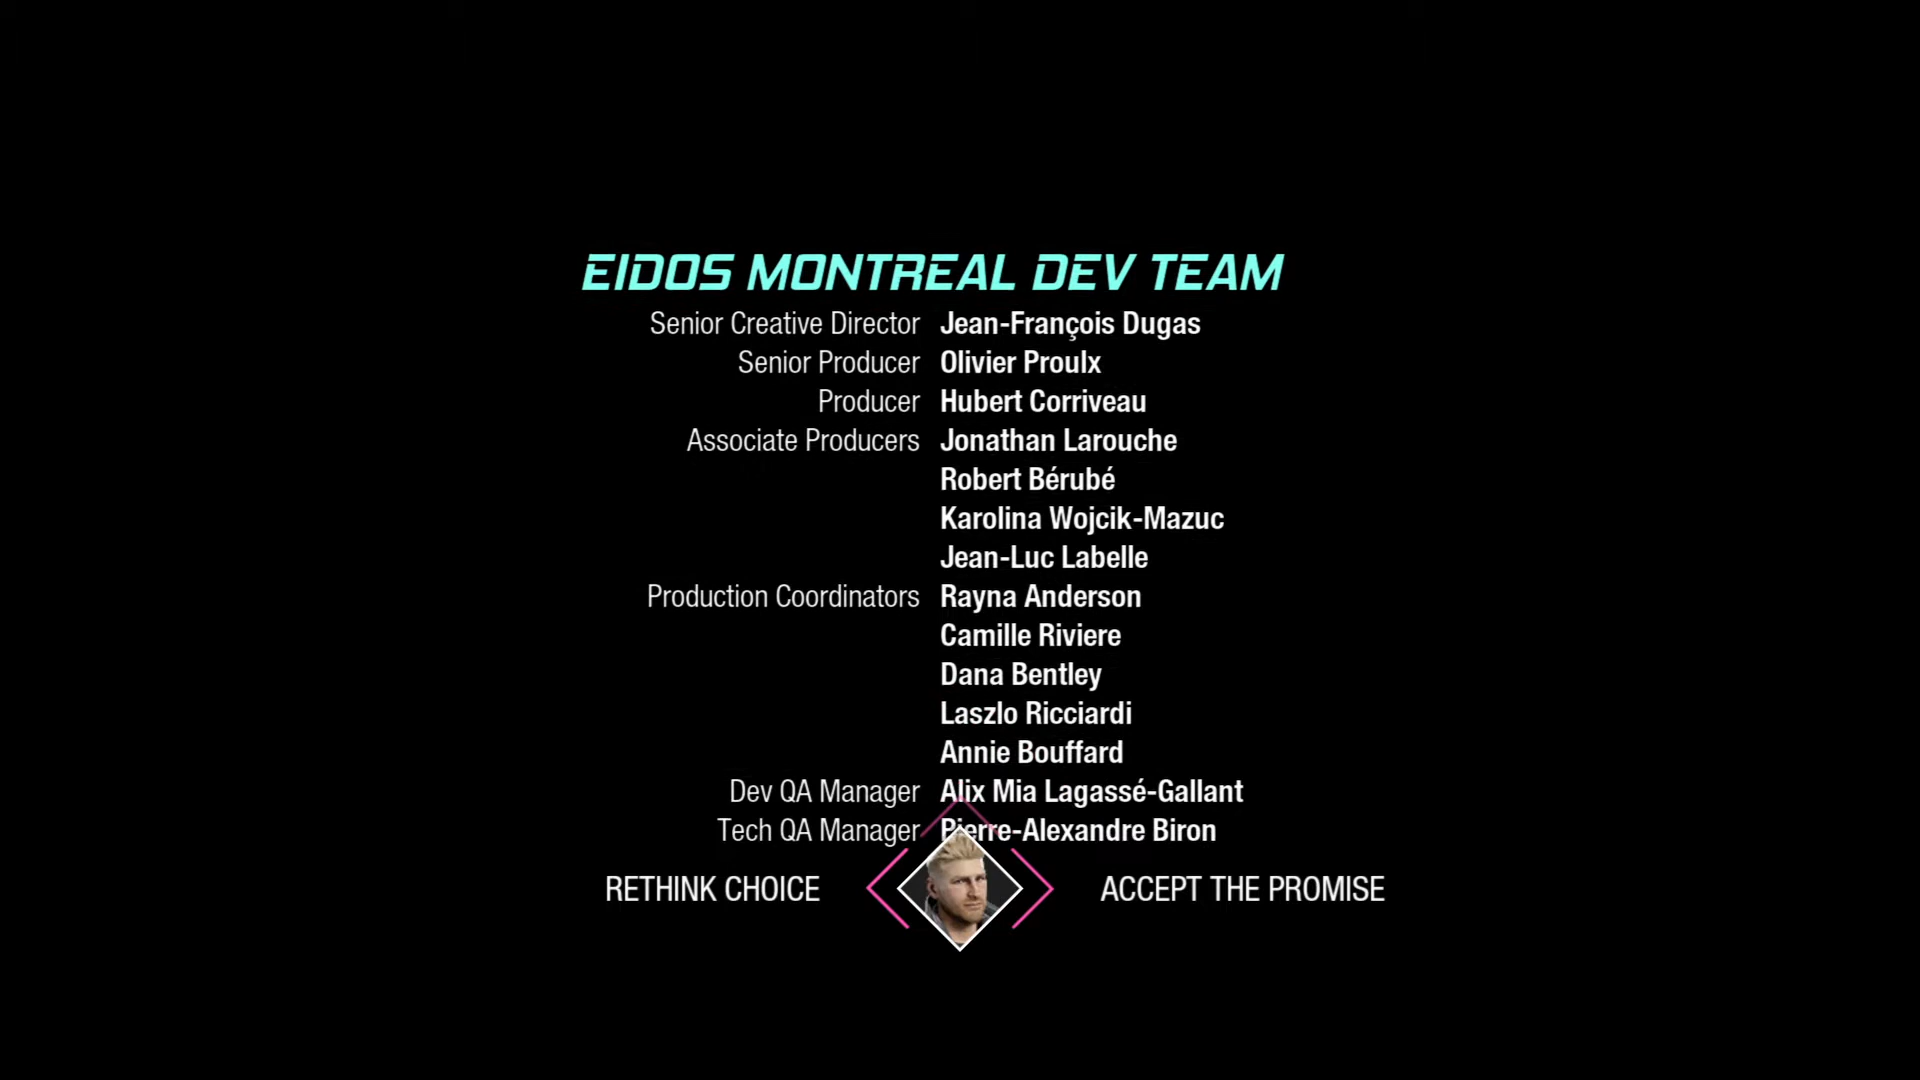 EIDOS MONTREAL DEV TEAM
Senior Creative Director Jean-François Dugas
Senior Producer Olivier Proulx
Producer Hubert Corriveau
Associate Producers Jonathan Larouche
Robert Bérubé
Karolina Wojcik-Mazuc
Jean-Luc Labelle
Production Coordinators Rayna Anderson
Camille Riviere
Dana Bentley
Laszlo Ricciardi
Annie Bouffard
Dev QA Manager Alix Mia Lagassé-Gallant
Tech QA Manager Pierre-Alexandre Biron
RETHINK CHOICE ACCEPT THE PROMISE